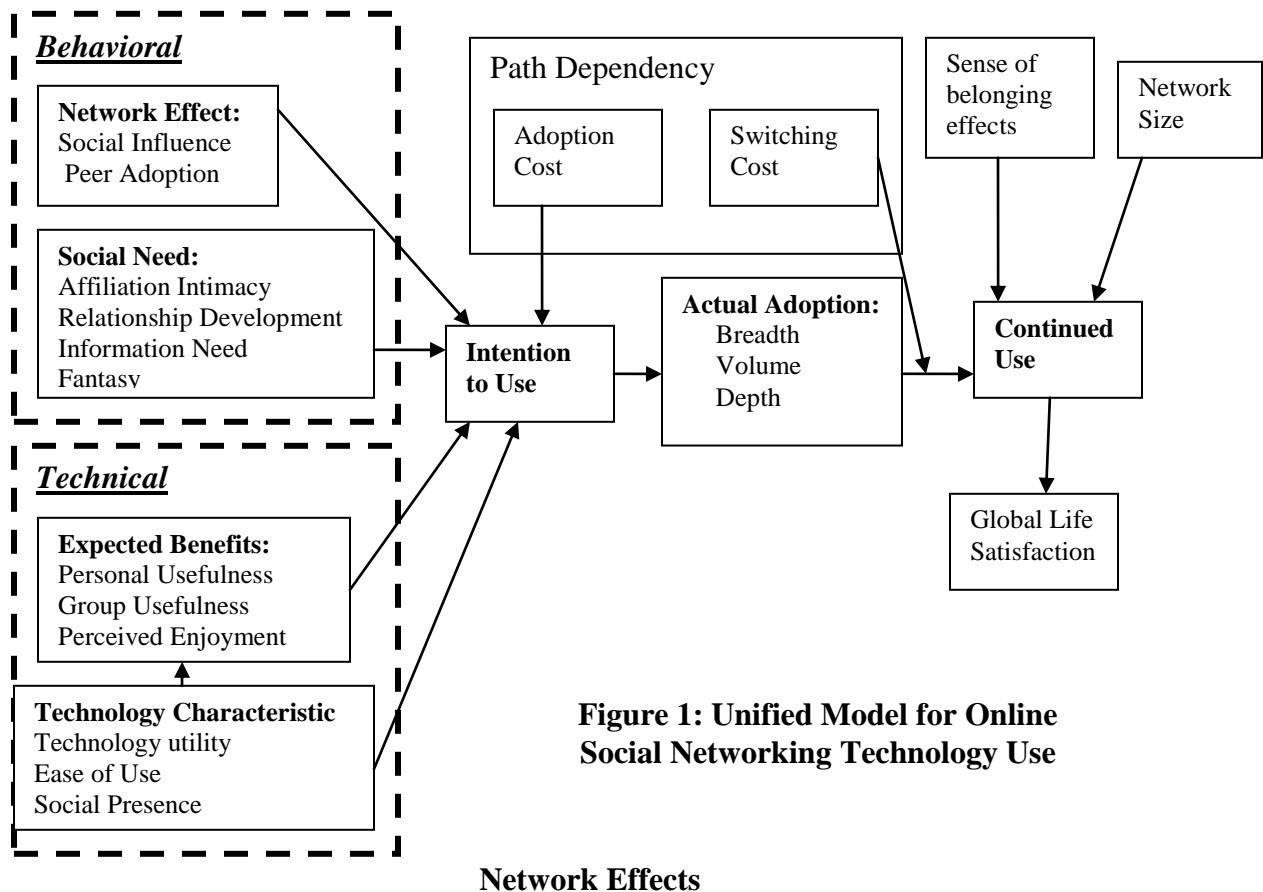 Behavioral
Network Effect:
Social Influence
Peer Adoption
Social Need:
Affiliation Intimacy
Relationship Development
Information Need
Fantasy
Technical
Expected Benefits:
Personal Usefulness
Group Usefulness
Perceived Enjoyment
Technology Characteristic
Technology utility
Ease of Use
Social Presence
Path Dependency
Adoption
Cost
Switching
Cost
Intention
to Use
Actual Adoption:
Breadth
Volume
Depth
Sense of
belonging
effects
Network
Size
Continued
Use
Global Life
Satisfaction
Figure 1: Unified Model for Online
Social Networking Technology Use
Network Effects